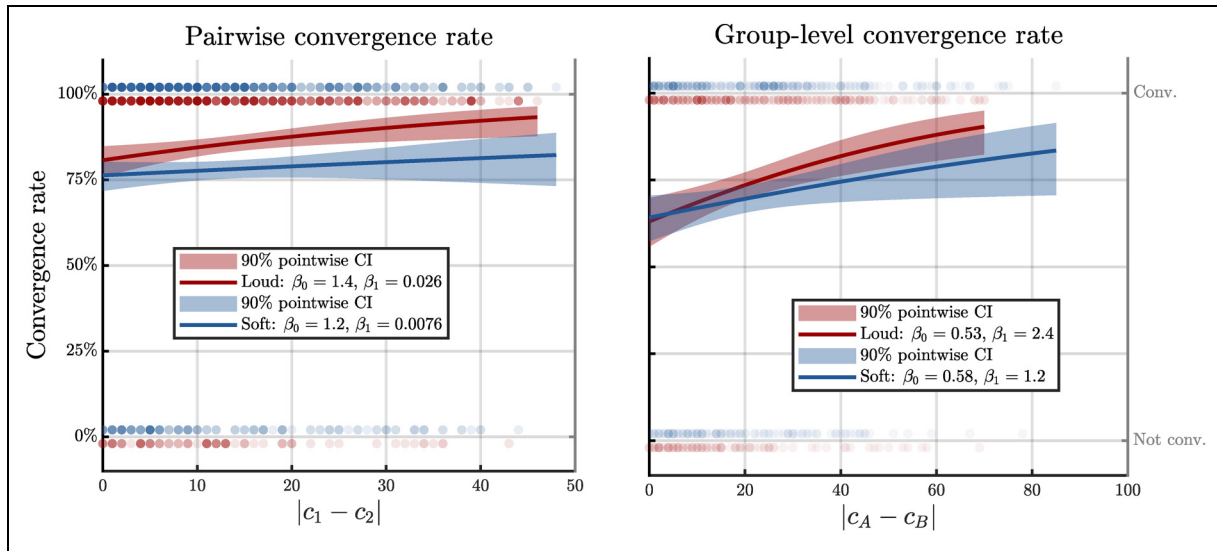 Pairwise convergence rate
Convergence rate
100%
75%
50%
25%
0%
90% pointwise CI
Loud: β₀ = 1.4, β₁ = 0.026
90% pointwise CI
Soft: β₀ = 1.2, β₁ = 0.0076
0 10 20 30 40 50
|c₁ − c₂|
Group-level convergence rate
Conv.
90% pointwise CI
Loud: β₀ = 0.53, β₁ = 2.4
90% pointwise CI
Soft: β₀ = 0.58, β₁ = 1.2
Not conv.
0 20 40 60 80 100
|c_A − c_B|